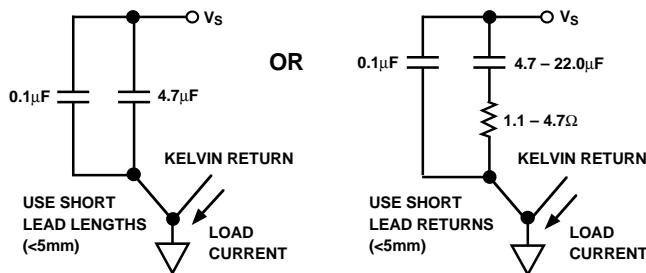 Vs
0.1µF
4.7µF
KELVIN RETURN
USE SHORT
LEAD LENGTHS
(<5mm)
LOAD
CURRENT
OR
Vs
0.1µF
4.7 – 22.0µF
1.1 – 4.7Ω
KELVIN RETURN
USE SHORT
LEAD RETURNS
(<5mm)
LOAD
CURRENT